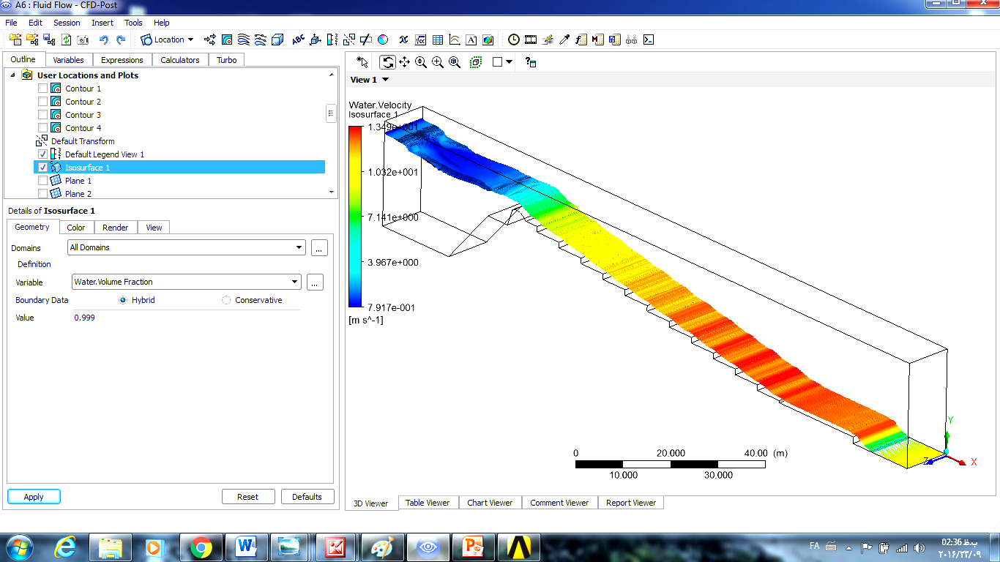 A6 : Fluid Flow - CFD-Post
File Edit Session Insert Tools Help
Location
Outline Variables Expressions Calculators Turbo
User Locations and Plots
Contour 1
Contour 2
Contour 3
Contour 4
Default Transform
Default Legend View 1
Isosurface 1
Plane 1
Plane 2
Details of Isosurface 1
Geometry Color Render View
Domains All Domains ...
Definition
Variable Water.Volume Fraction ...
Boundary Data Hybrid Conservative
Value 0.999
Apply Reset Defaults
View 1
Water.Velocity
Isosurface 1
1.349e+001
1.032e+001
7.141e+000
3.967e+000
7.917e-001
[m s^-1]
0 20.000 40.00 (m)
10.000 30.000
Y
Z X
3D Viewer Table Viewer Chart Viewer Comment Viewer Report Viewer
FA
02:36 ب.ظ
۲۰۱۶/۲۳/۰۹